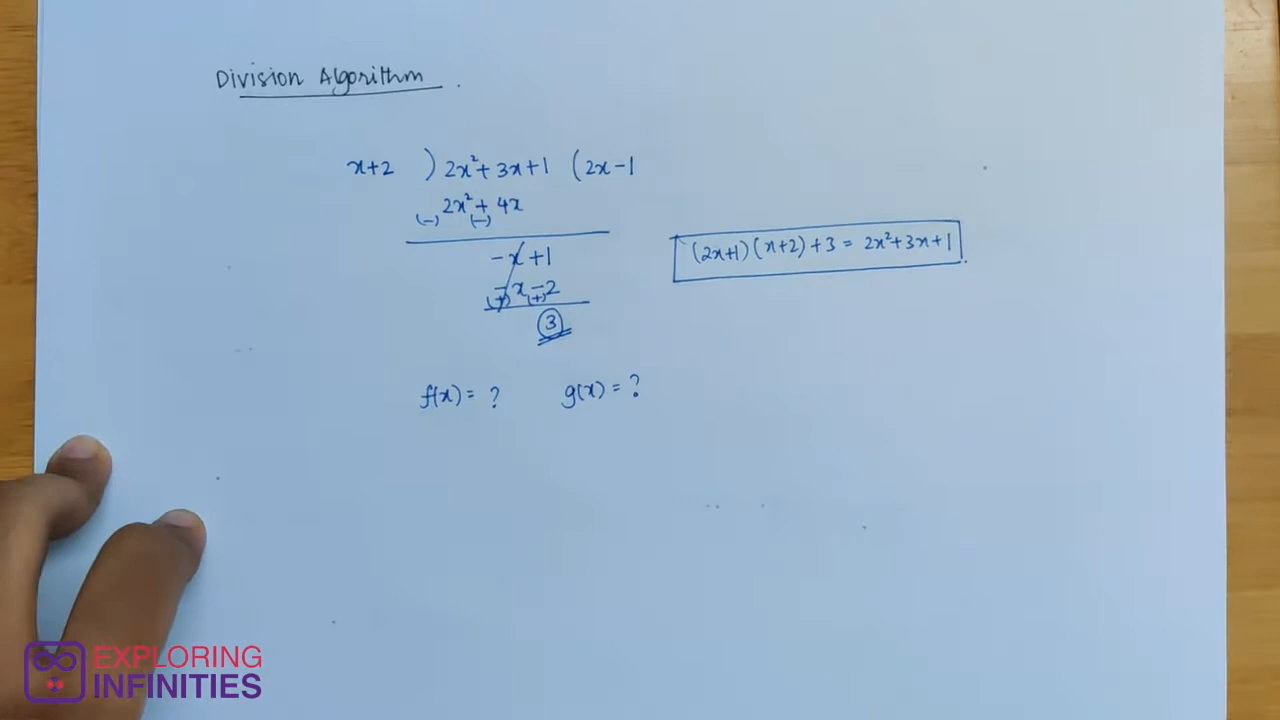 Division Algorithm .
x+2 ) 2x²+3x+1 (2x-1
(-) 2x²+ (-) 4x
-x+1
(+) -x (+) -2
3
(2x+1)(x+2)+3 = 2x²+3x+1 .
f(x)= ? g(x)= ?
EXPLORING
INFINITIES